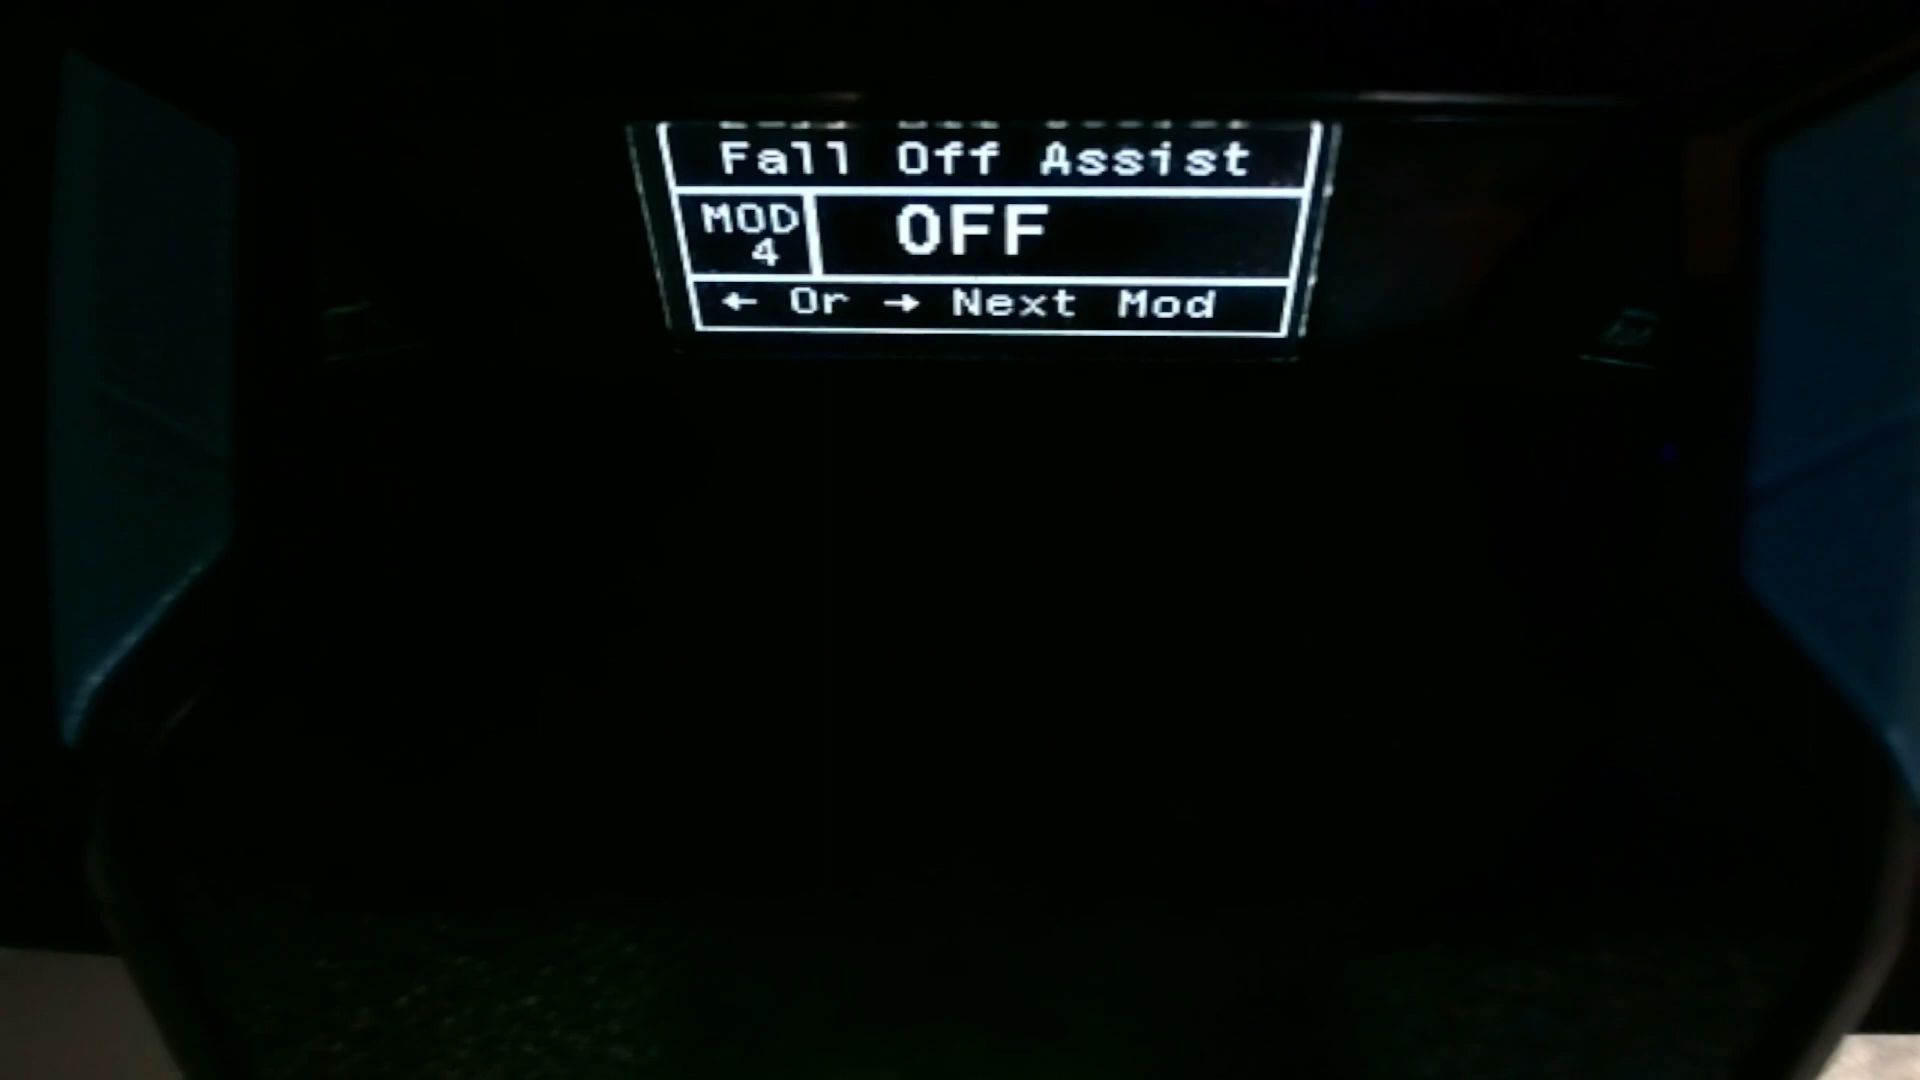 Fall Off Assist
MOD OFF
4
← Or → Next Mod